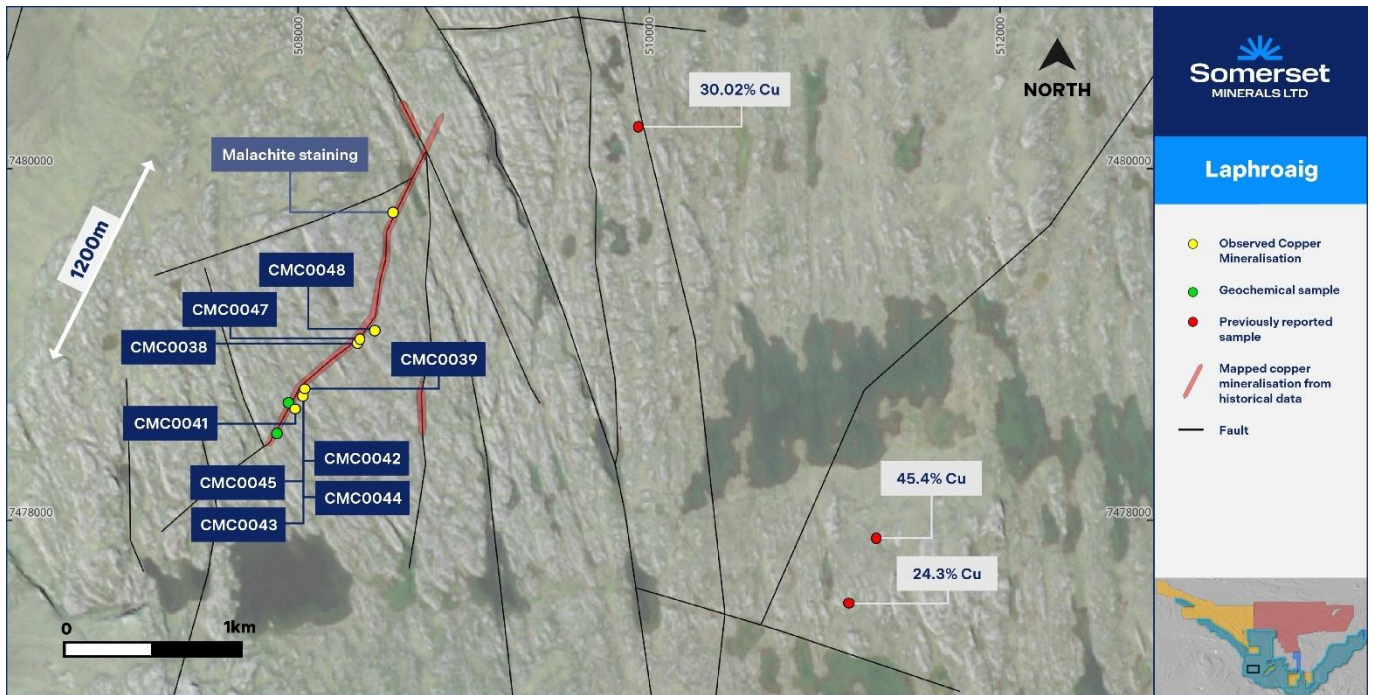 508000
510000
512000
NORTH
30.02% Cu
7480000
7480000
Malachite staining
1200m
CMC0048
CMC0047
CMC0038
CMC0039
CMC0041
CMC0042
CMC0045
CMC0044
CMC0043
45.4% Cu
24.3% Cu
7478000
7478000
0 1km
Somerset
MINERALS LTD
Laphroaig
Observed Copper
Mineralisation
Geochemical sample
Previously reported
sample
Mapped copper
mineralisation from
historical data
Fault